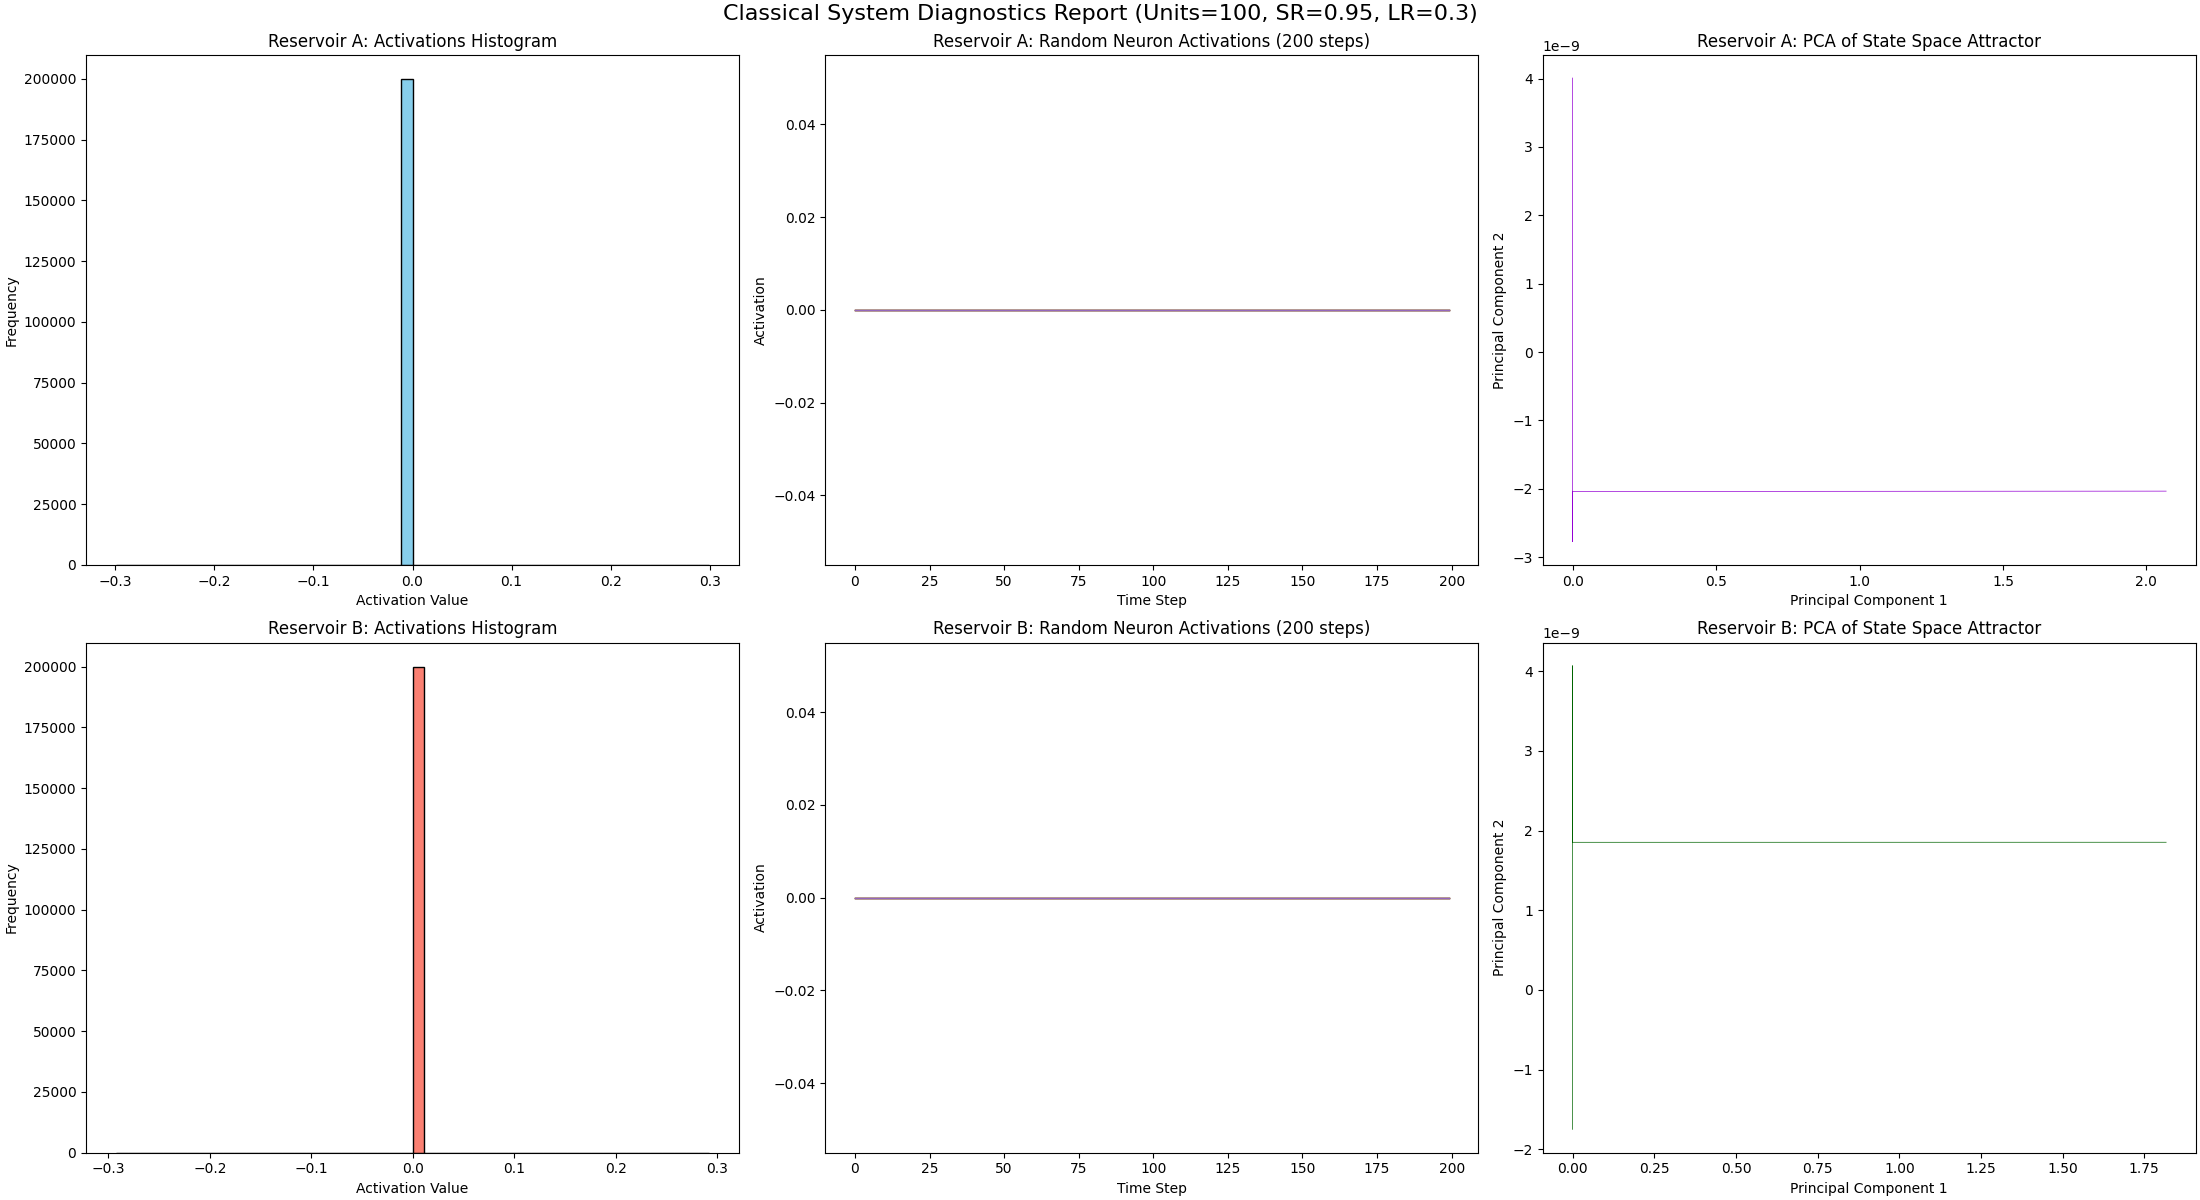 Classical System Diagnostics Report (Units=100, SR=0.95, LR=0.3)
Reservoir A: Activations Histogram
200000
175000
150000
125000
100000
75000
50000
25000
0
Frequency
−0.3 −0.2 −0.1 0.0 0.1 0.2 0.3
Activation Value
Reservoir A: Random Neuron Activations (200 steps)
0.04
0.02
0.00
−0.02
−0.04
Activation
0 25 50 75 100 125 150 175 200
Time Step
Reservoir A: PCA of State Space Attractor
1e−9
4
3
2
1
0
−1
−2
−3
Principal Component 2
0.0 0.5 1.0 1.5 2.0
Principal Component 1
Reservoir B: Activations Histogram
200000
175000
150000
125000
100000
75000
50000
25000
0
Frequency
−0.3 −0.2 −0.1 0.0 0.1 0.2 0.3
Activation Value
Reservoir B: Random Neuron Activations (200 steps)
0.04
0.02
0.00
−0.02
−0.04
Activation
0 25 50 75 100 125 150 175 200
Time Step
Reservoir B: PCA of State Space Attractor
1e−9
4
3
2
1
0
−1
−2
Principal Component 2
0.00 0.25 0.50 0.75 1.00 1.25 1.50 1.75
Principal Component 1